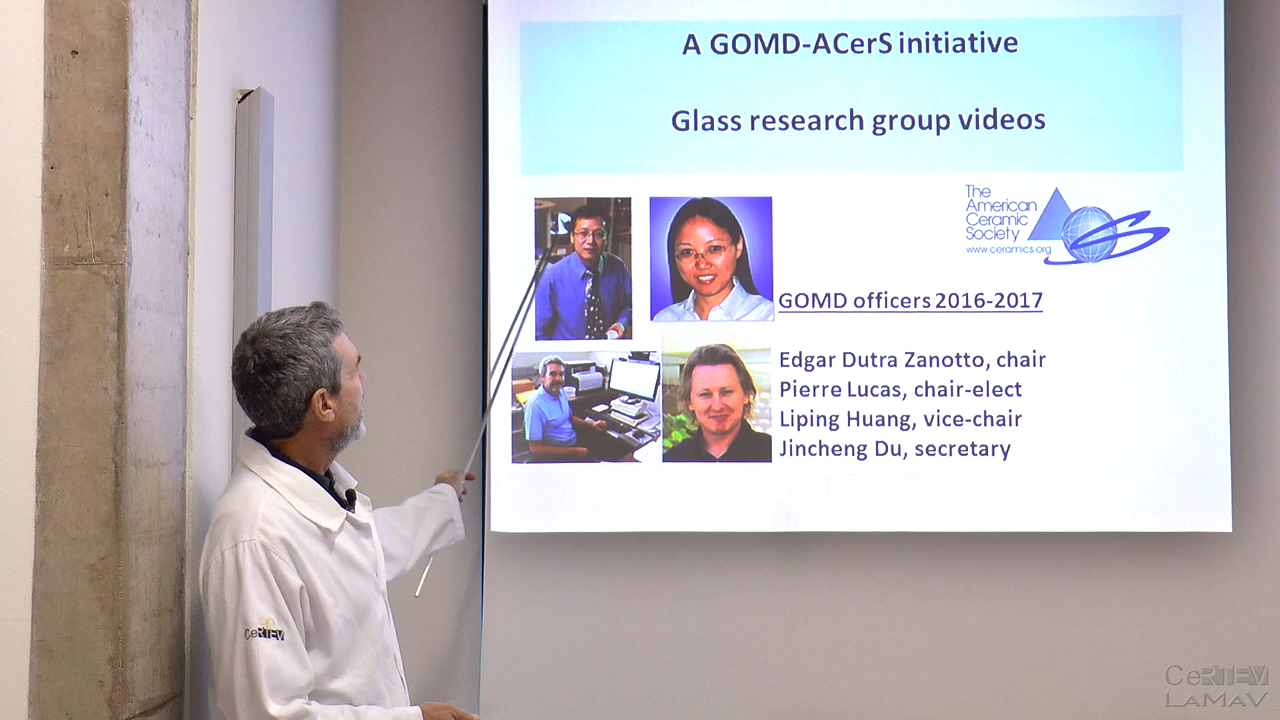 A GOMD-ACerS initiative
Glass research group videos
The
American
Ceramic
Society
www.ceramics.org
GOMD officers 2016-2017
Edgar Dutra Zanotto, chair
Pierre Lucas, chair-elect
Liping Huang, vice-chair
Jincheng Du, secretary
CeRTEV
CeRTEV
LaMaV